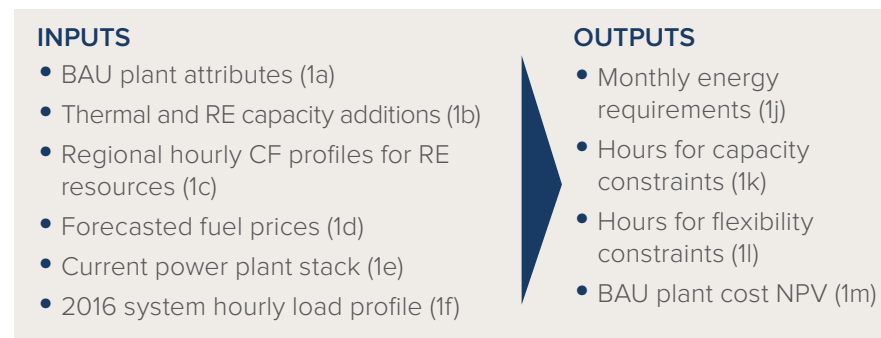 INPUTS
• BAU plant attributes (1a)
• Thermal and RE capacity additions (1b)
• Regional hourly CF profiles for RE
resources (1c)
• Forecasted fuel prices (1d)
• Current power plant stack (1e)
• 2016 system hourly load profile (1f)
OUTPUTS
• Monthly energy
requirements (1j)
• Hours for capacity
constraints (1k)
• Hours for flexibility
constraints (1l)
• BAU plant cost NPV (1m)